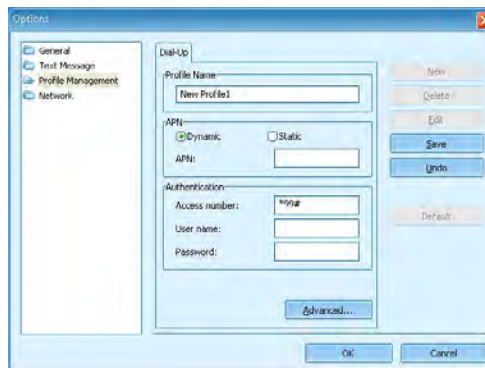 Options
General
Text Message
Profile Management
Network
Dial-Up
Profile Name
New Profile1
APN
Dynamic
Static
APN:
Authentication
Access number:
*99#
User name:
Password:
Advanced...
New
Delete
Edit
Save
Undo
Default
OK
Cancel